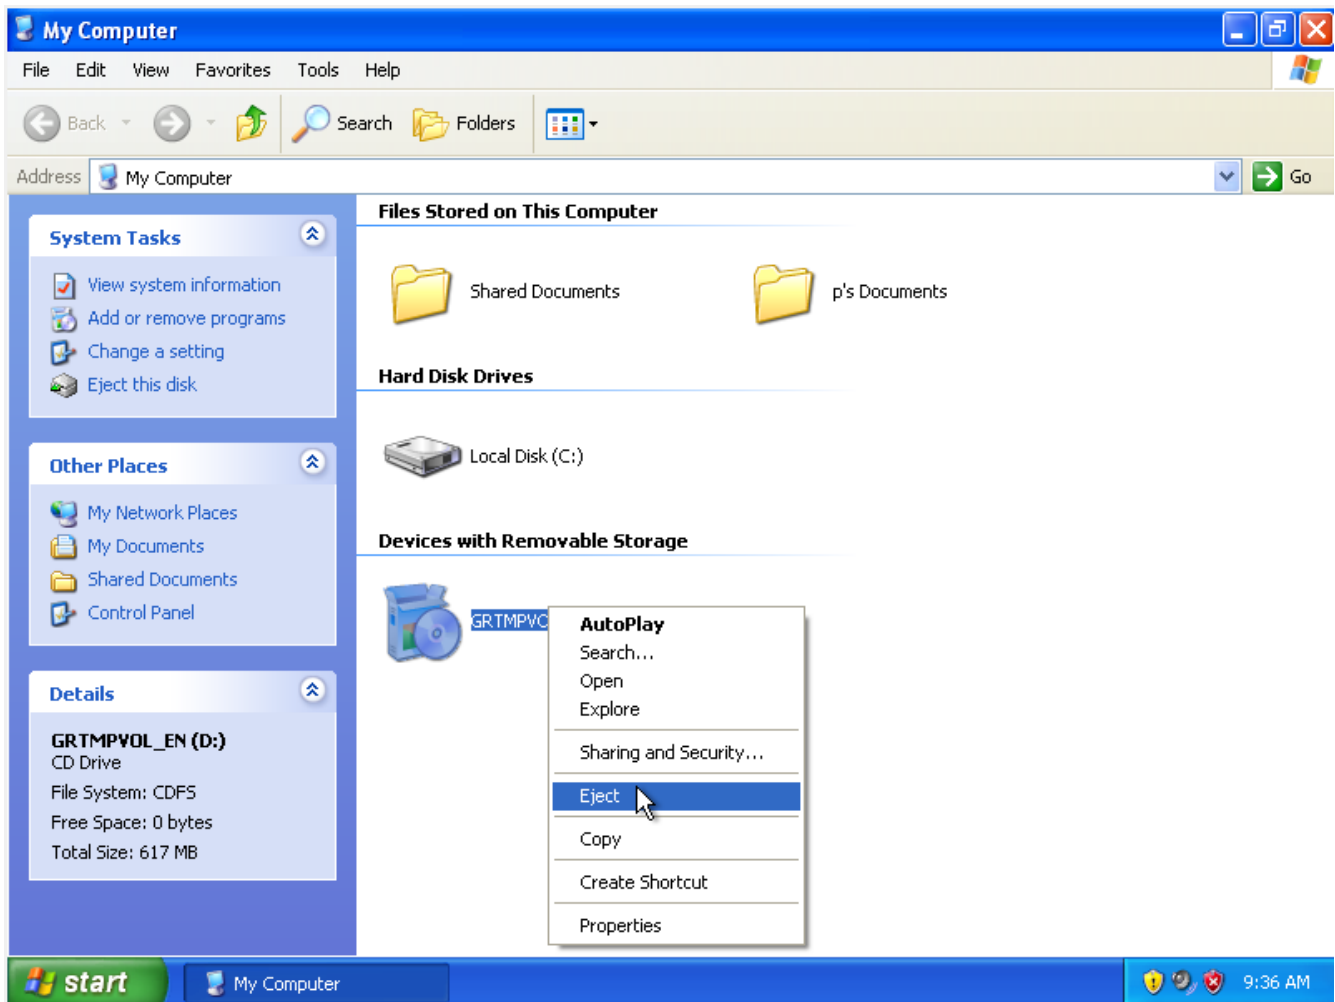 My Computer
File Edit View Favorites Tools Help
Back Search Folders
Address My Computer Go
System Tasks
View system information
Add or remove programs
Change a setting
Eject this disk
Other Places
My Network Places
My Documents
Shared Documents
Control Panel
Details
GRTMPVOL_EN (D:)
CD Drive
File System: CDFS
Free Space: 0 bytes
Total Size: 617 MB
Files Stored on This Computer
Shared Documents p's Documents
Hard Disk Drives
Local Disk (C:)
Devices with Removable Storage
GRTMPVO
AutoPlay
Search...
Open
Explore
Sharing and Security...
Eject
Copy
Create Shortcut
Properties
start My Computer 9:36 AM